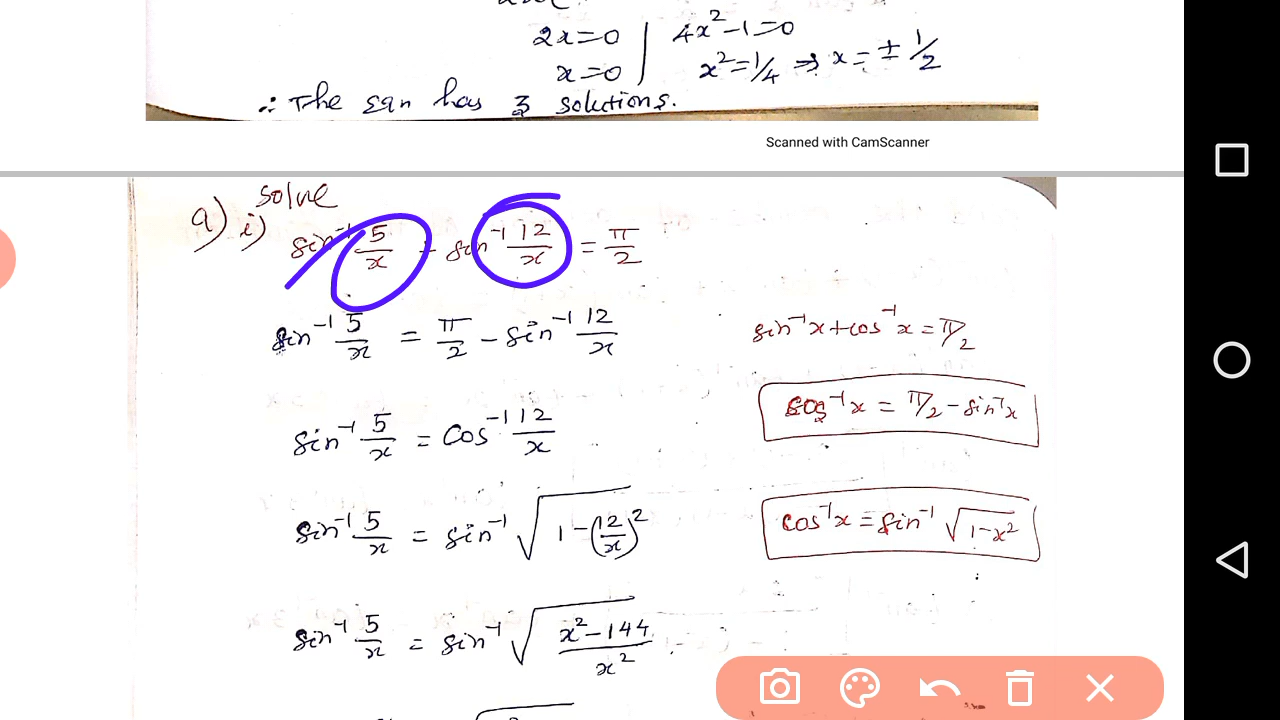 2x=0 | 4x²-1=0
x=0 | x²=1/4 ⇒ x=± 1/2
∴ The eqn has 3 solutions.
Scanned with CamScanner
Solve
9) i) sin⁻¹ 5/x - sin⁻¹ 12/x = π/2
sin⁻¹ 5/x = π/2 - sin⁻¹ 12/x
sin⁻¹x+cos⁻¹x=π/2
cos⁻¹x = π/2 - sin⁻¹x
sin⁻¹ 5/x = cos⁻¹ 12/x
sin⁻¹ 5/x = sin⁻¹ √(1-(12/x)²)
cos⁻¹x = sin⁻¹ √(1-x²)
sin⁻¹ 5/x = sin⁻¹ √((x²-144)/x²)